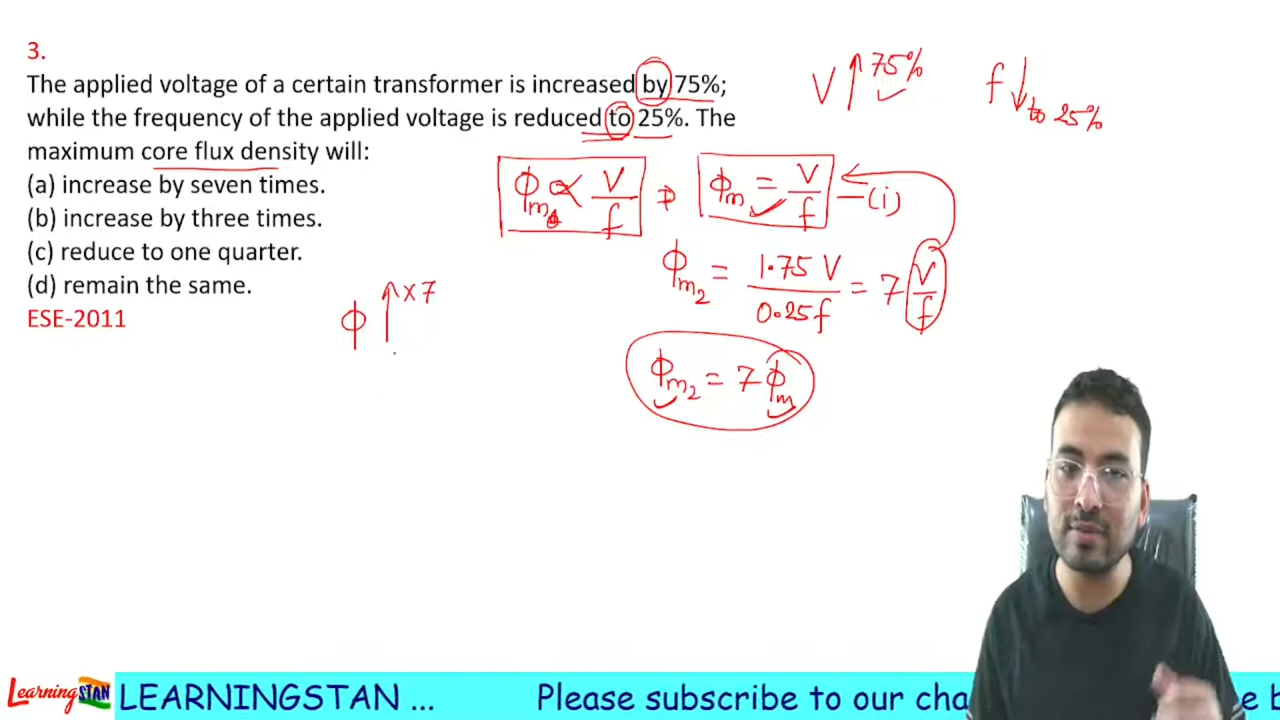 3.
The applied voltage of a certain transformer is increased by 75%;
while the frequency of the applied voltage is reduced to 25%. The
maximum core flux density will:
(a) increase by seven times.
(b) increase by three times.
(c) reduce to one quarter.
(d) remain the same.
ESE-2011
V ↑ 75% f ↓ to 25%
ϕm ∝ V/f ⇒ ϕm = V/f —(i)
ϕm2 = 1.75 V / 0.25f = 7 V/f
ϕ ↑ ×7
ϕm2 = 7 ϕm
Learning STAN
LEARNINGSTAN ... Please subscribe to our cha